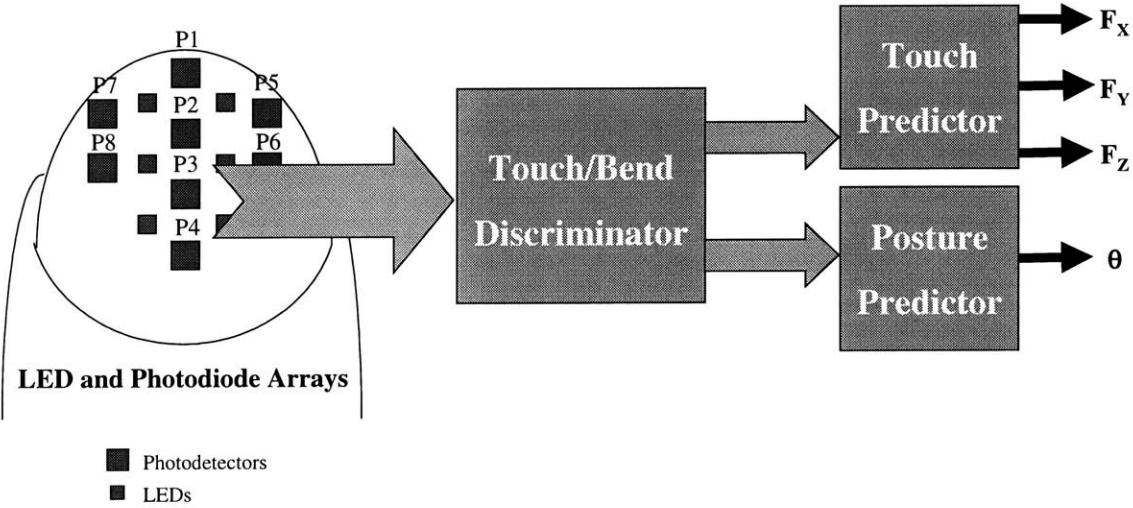 P1
P7
P5
P2
P8
P3
P6
P4
LED and Photodiode Arrays
Photodetectors
LEDs
Touch/Bend
Discriminator
Touch
Predictor
F_X
F_Y
F_Z
Posture
Predictor
θ